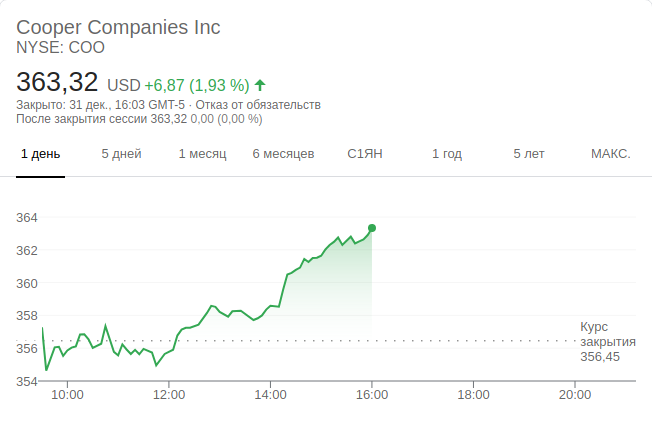 Cooper Companies Inc
NYSE: COO
363,32 USD +6,87 (1,93 %)
Закрыто: 31 дек., 16:03 GMT-5 · Отказ от обязательств
После закрытия сессии 363,32 0,00 (0,00 %)
1 день 5 дней 1 месяц 6 месяцев С1ЯН 1 год 5 лет МАКС.
364
362
360
358
356
354
Курс
закрытия
356,45
10:00 12:00 14:00 16:00 18:00 20:00